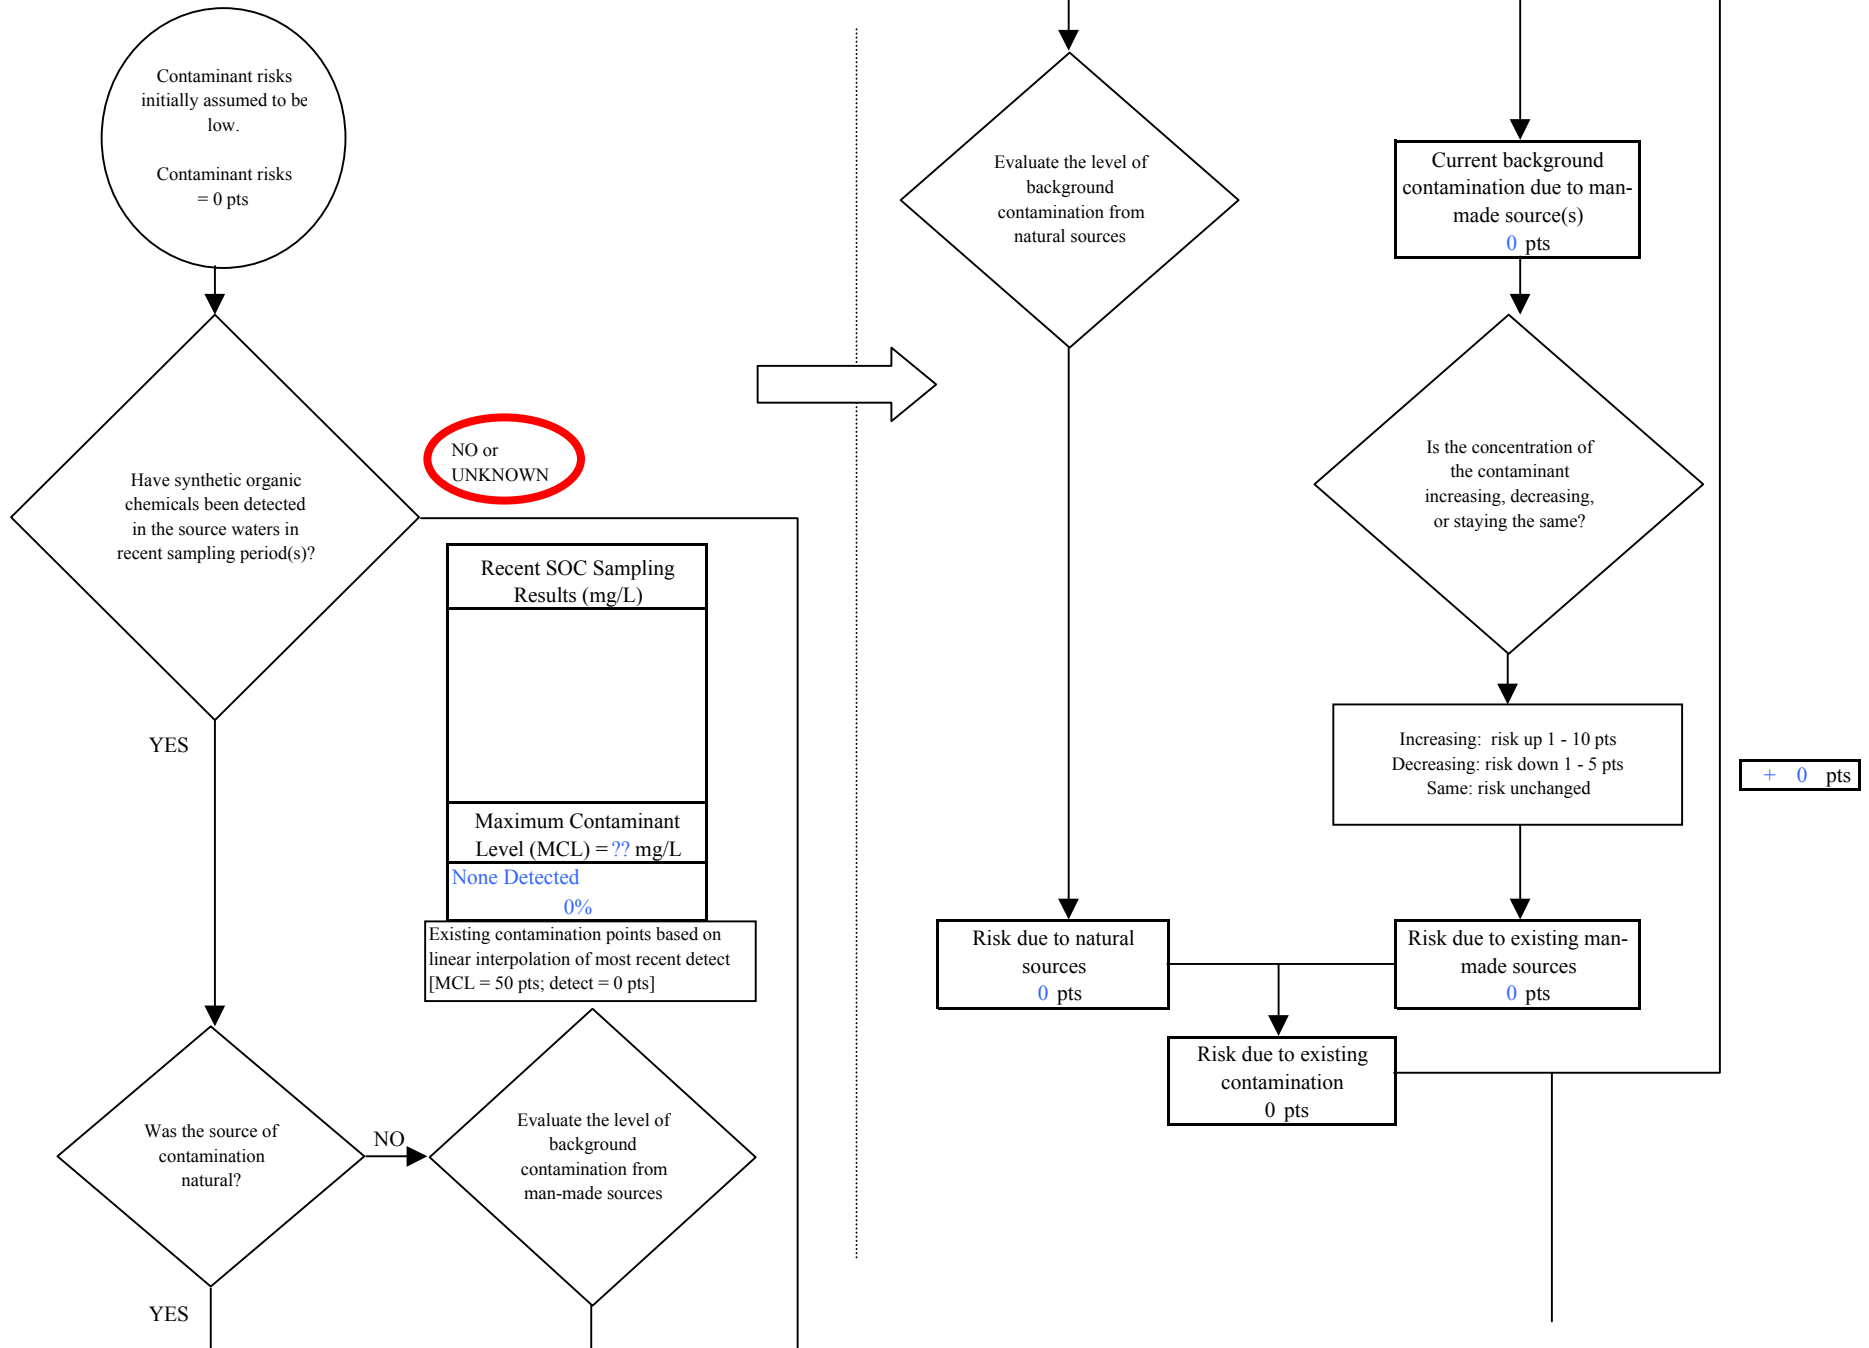 Contaminant risks
initially assumed to be
low.
Contaminant risks
= 0 pts
Have synthetic organic
chemicals been detected
in the source waters in
recent sampling period(s)?
NO or
UNKNOWN
YES
Recent SOC Sampling
Results (mg/L)
Maximum Contaminant
Level (MCL) = ?? mg/L
None Detected
0%
Existing contamination points based on
linear interpolation of most recent detect
[MCL = 50 pts; detect = 0 pts]
Was the source of
contamination
natural?
NO
YES
Evaluate the level of
background
contamination from
man-made sources
Evaluate the level of
background
contamination from
natural sources
Current background
contamination due to man-
made source(s)
0 pts
Is the concentration of
the contaminant
increasing, decreasing,
or staying the same?
Increasing: risk up 1 - 10 pts
Decreasing: risk down 1 - 5 pts
Same: risk unchanged
+ 0 pts
Risk due to natural
sources
0 pts
Risk due to existing man-
made sources
0 pts
Risk due to existing
contamination
0 pts